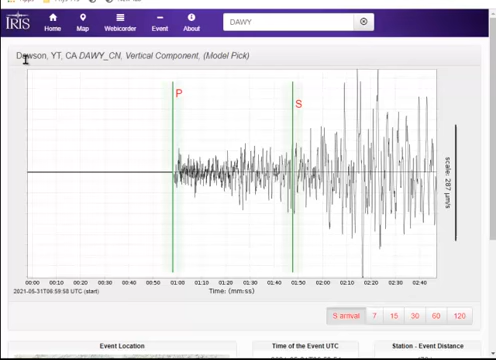 IRIS
Home
Map
Webicorder
Event
About
DAWY
Dawson, YT, CA DAWY_CN, Vertical Component, (Model Pick)
P
S
scale: 287 µm/s
00:00 00:10 00:20 00:30 00:40 00:50 01:00 01:10 01:20 01:30 01:40 01:50 02:00 02:10 02:20 02:30 02:40
2021-05-31T06:59:58 UTC (start)
Time: (mm:ss)
S arrival 7 15 30 60 120
Event Location
Time of the Event UTC
Station - Event Distance